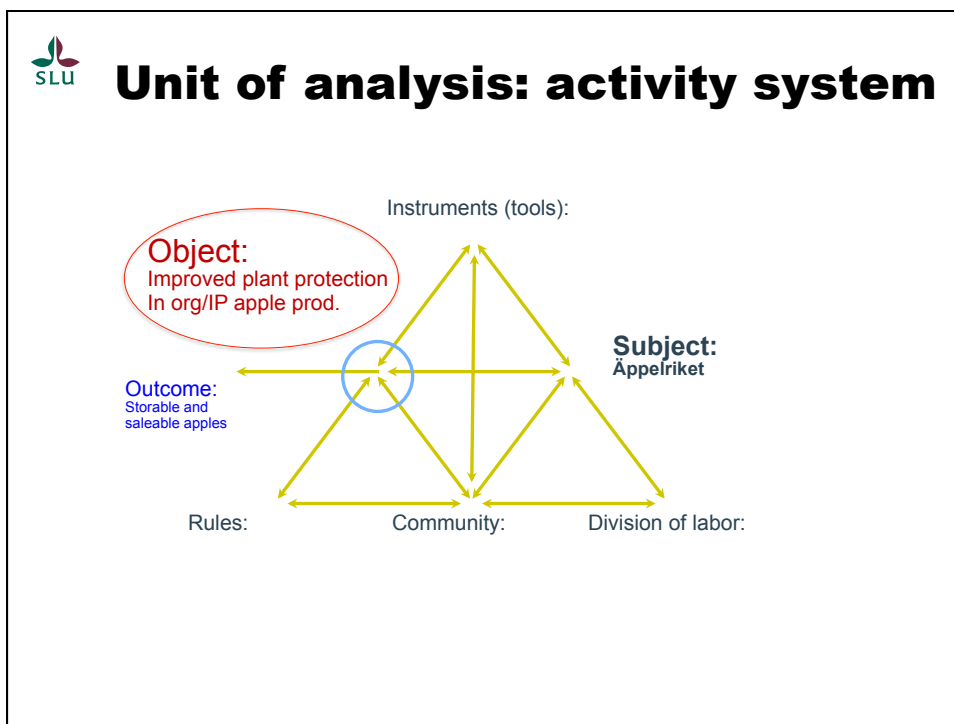 SLU
Unit of analysis: activity system
Instruments (tools):
Object:
Improved plant protection
In org/IP apple prod.
Subject:
Äppelriket
Outcome:
Storable and
saleable apples
Rules:
Community:
Division of labor: